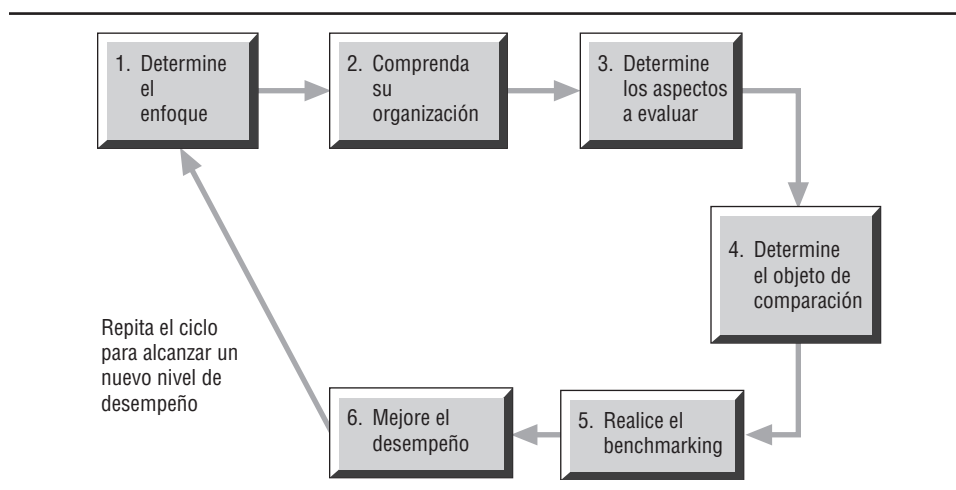 1. Determine
el
enfoque
2. Comprenda
su
organización
3. Determine
los aspectos
a evaluar
4. Determine
el objeto de
comparación
5. Realice el
benchmarking
6. Mejore el
desempeño
Repita el ciclo
para alcanzar un
nuevo nivel de
desempeño